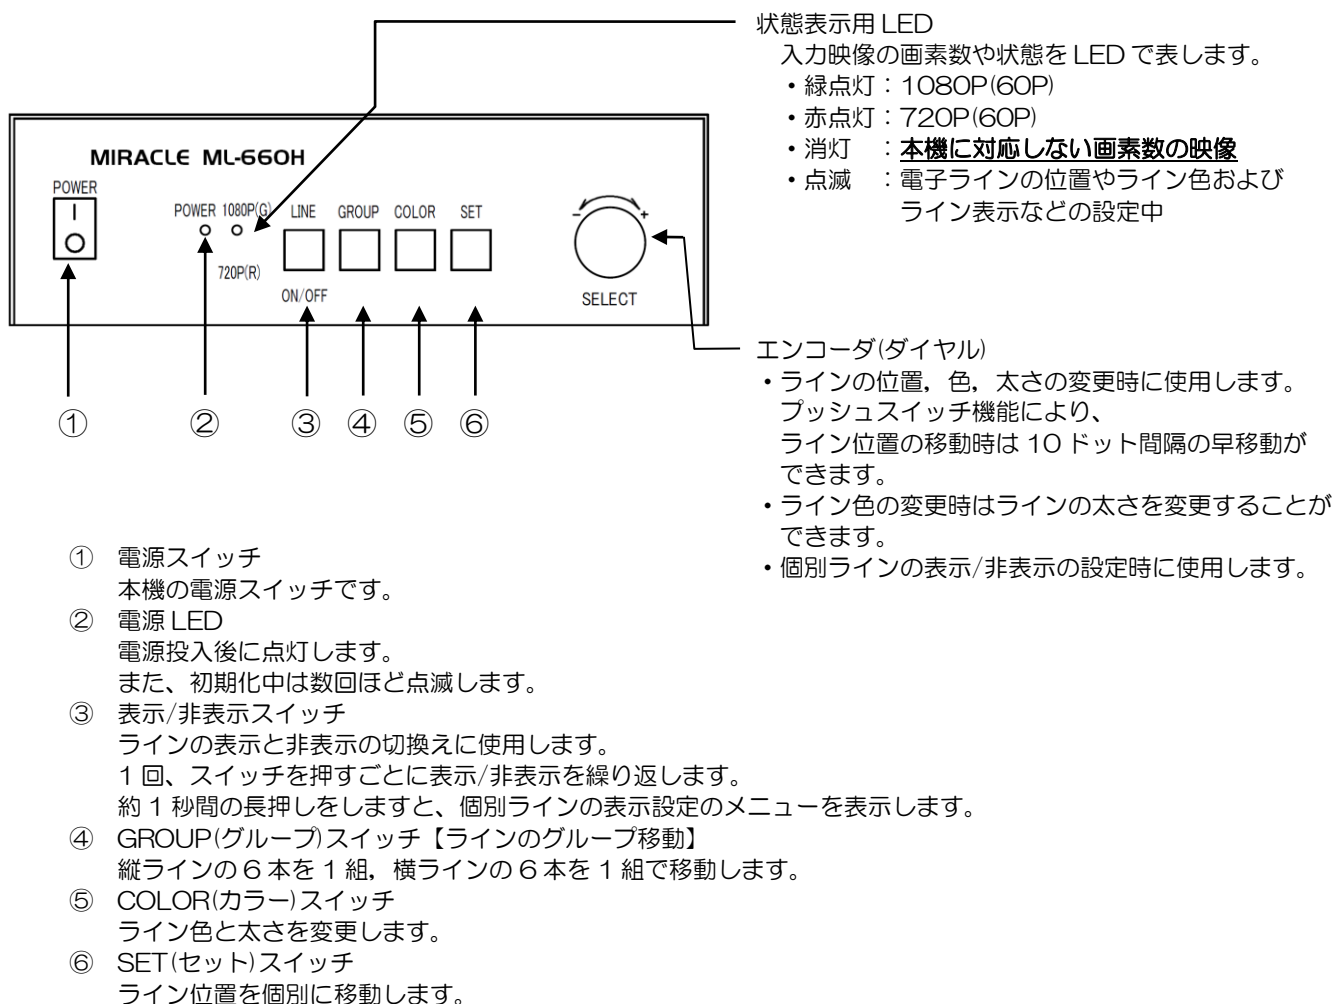 状態表示用 LED
入力映像の画素数や状態を LED で表します。
・緑点灯：1080P(60P)
・赤点灯：720P(60P)
・消灯　：本機に対応しない画素数の映像
・点滅　：電子ラインの位置やライン色および
ライン表示などの設定中
MIRACLE ML-660H
POWER
POWER 1080P(G) LINE GROUP COLOR SET
- +
720P(R)
ON/OFF
SELECT
① ② ③ ④ ⑤ ⑥
エンコーダ(ダイヤル)
・ラインの位置，色，太さの変更時に使用します。
プッシュスイッチ機能により、
ライン位置の移動時は 10 ドット間隔の早移動が
できます。
・ライン色の変更時はラインの太さを変更することが
できます。
・個別ラインの表示/非表示の設定時に使用します。
① 電源スイッチ
本機の電源スイッチです。
② 電源 LED
電源投入後に点灯します。
また、初期化中は数回ほど点滅します。
③ 表示/非表示スイッチ
ラインの表示と非表示の切換えに使用します。
1 回、スイッチを押すごとに表示/非表示を繰り返します。
約 1 秒間の長押しをしますと、個別ラインの表示設定のメニューを表示します。
④ GROUP(グループ)スイッチ【ラインのグループ移動】
縦ラインの 6 本を 1 組，横ラインの 6 本を 1 組で移動します。
⑤ COLOR(カラー)スイッチ
ライン色と太さを変更します。
⑥ SET(セット)スイッチ
ライン位置を個別に移動します。